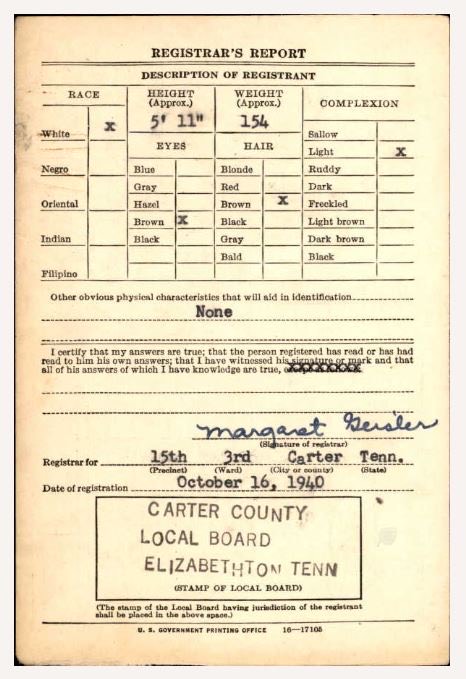 REGISTRAR'S REPORT
DESCRIPTION OF REGISTRANT
RACE
HEIGHT (Approx.)
WEIGHT (Approx.)
COMPLEXION
5' 11"
154
White X
EYES
HAIR
Sallow
Light X
Negro
Blue
Blonde
Ruddy
Gray
Red
Dark
Oriental
Hazel
Brown X
Freckled
Brown X
Black
Light brown
Indian
Black
Gray
Dark brown
Bald
Black
Filipino
Other obvious physical characteristics that will aid in identification
None
I certify that my answers are true; that the person registered has read or has had
read to him his own answers; that I have witnessed his signature or mark and that
all of his answers of which I have knowledge are true,
Margaret Geisler
(Signature of registrar)
Registrar for 15th 3rd Carter Tenn.
(Precinct) (Ward) (City or county) (State)
Date of registration October 16, 1940
CARTER COUNTY
LOCAL BOARD
ELIZABETHTON TENN
(STAMP OF LOCAL BOARD)
(The stamp of the Local Board having jurisdiction of the registrant
shall be placed in the above space.)
U. S. GOVERNMENT PRINTING OFFICE 16—17105